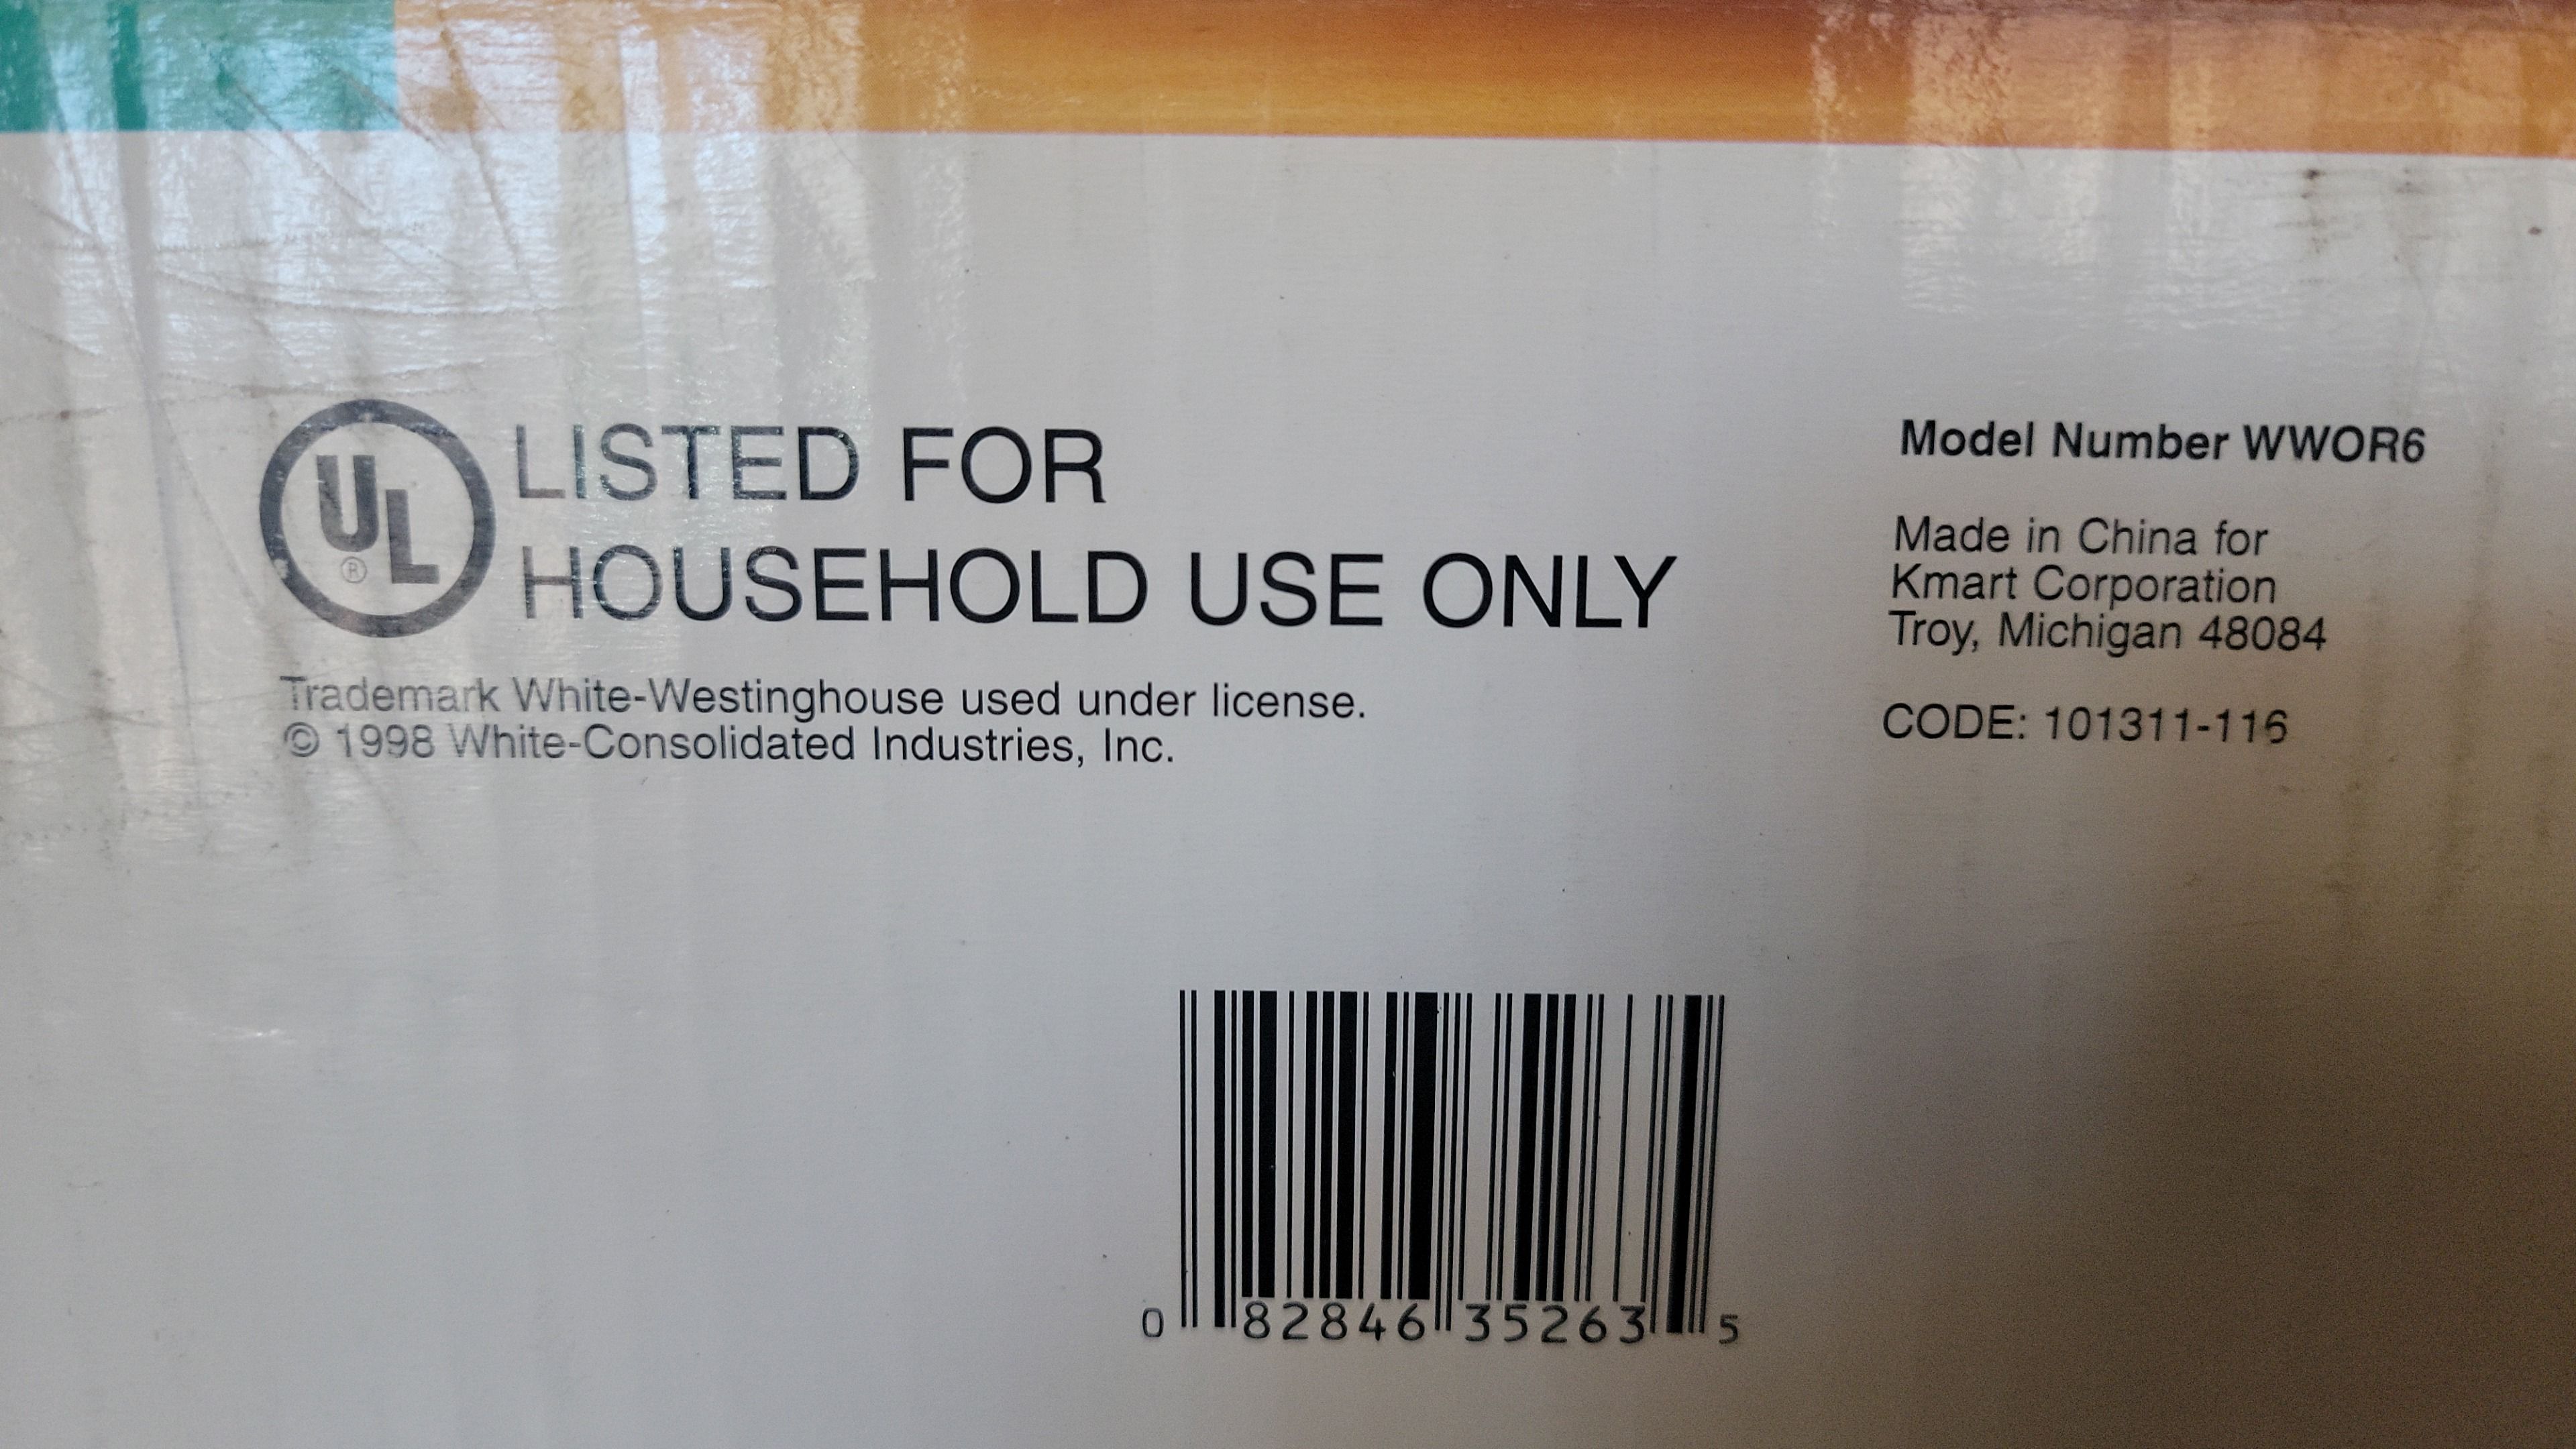 UL
®
LISTED FOR
HOUSEHOLD USE ONLY
Trademark White-Westinghouse used under license.
© 1998 White-Consolidated Industries, Inc.
Model Number WWOR6
Made in China for
Kmart Corporation
Troy, Michigan 48084
CODE: 101311-116
0 82846 35263 5